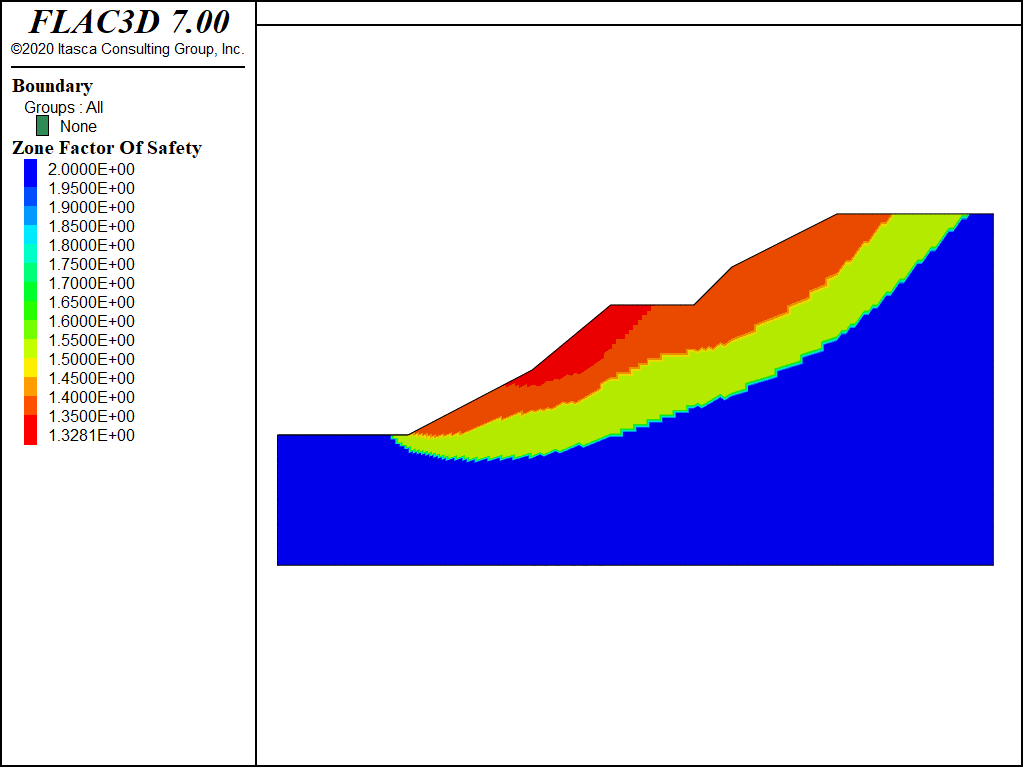 FLAC3D 7.00
©2020 Itasca Consulting Group, Inc.
Boundary
Groups : All
None
Zone Factor Of Safety
2.0000E+00
1.9500E+00
1.9000E+00
1.8500E+00
1.8000E+00
1.7500E+00
1.7000E+00
1.6500E+00
1.6000E+00
1.5500E+00
1.5000E+00
1.4500E+00
1.4000E+00
1.3500E+00
1.3281E+00